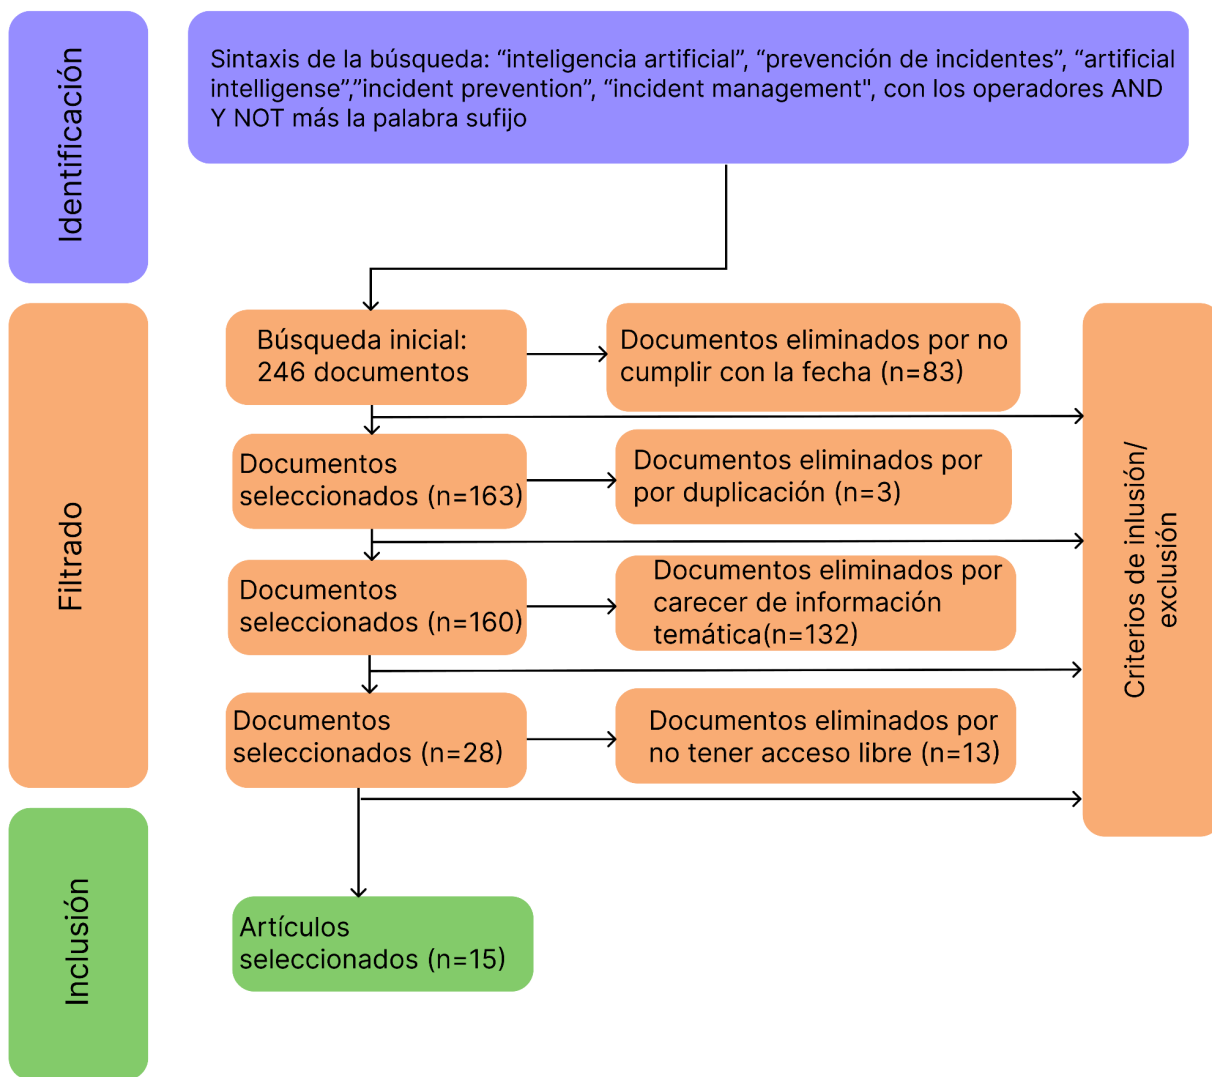 Identificación
Sintaxis de la búsqueda: “inteligencia artificial”, “prevención de incidentes”, “artificial
intelligense”,”incident prevention”, “incident management", con los operadores AND
Y NOT más la palabra sufijo
Filtrado
Búsqueda inicial:
246 documentos
Documentos eliminados por no
cumplir con la fecha (n=83)
Documentos
seleccionados (n=163)
Documentos eliminados por
por duplicación (n=3)
Documentos
seleccionados (n=160)
Documentos eliminados por
carecer de información
temática(n=132)
Documentos
seleccionados (n=28)
Documentos eliminados por
no tener acceso libre (n=13)
Criterios de inlusión/
exclusión
Inclusión
Artículos
seleccionados (n=15)